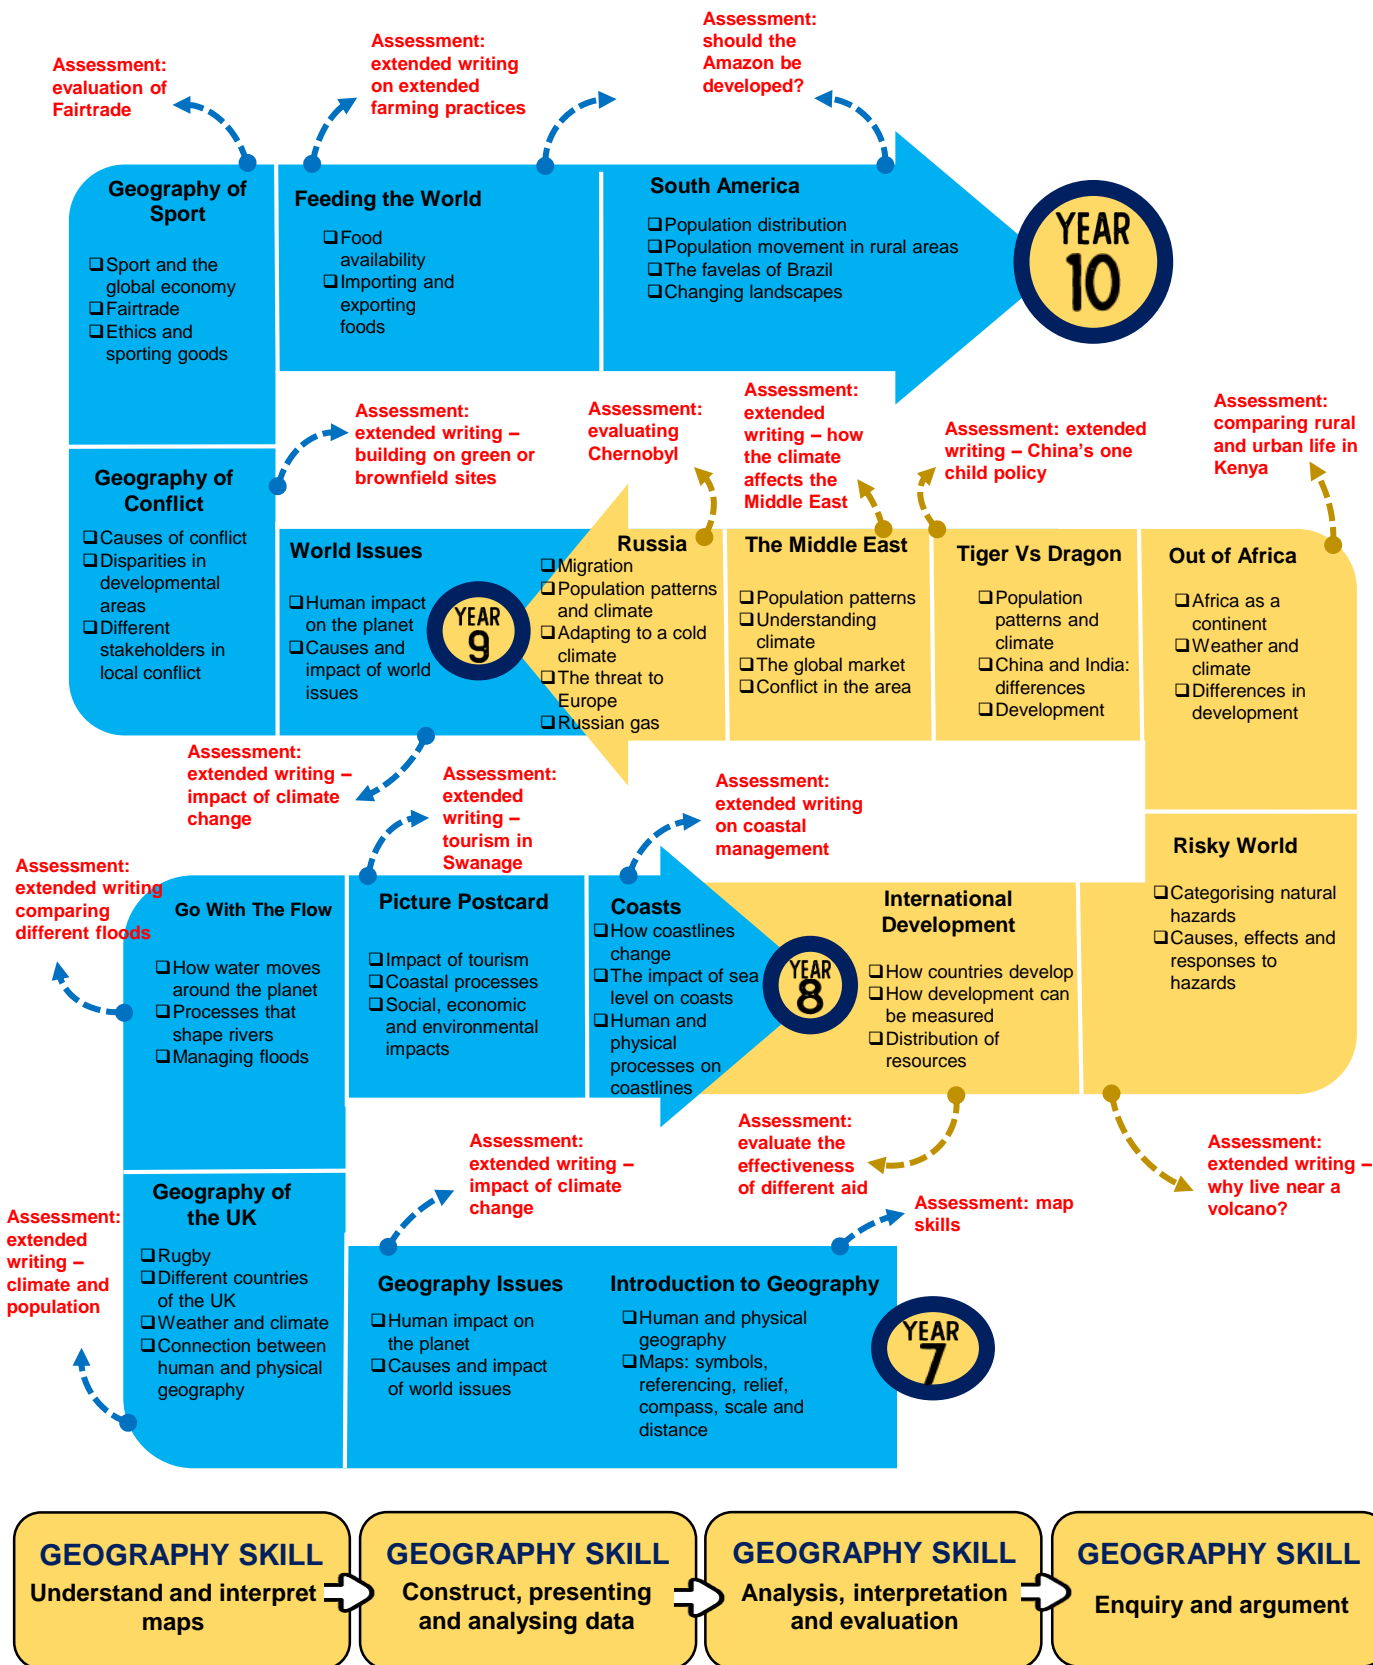 Assessment:
evaluation of
Fairtrade
Assessment:
extended writing
on extended
farming practices
Assessment:
should the
Amazon be
developed?
Geography of
Sport
❑Sport and the
global economy
❑Fairtrade
❑Ethics and
sporting goods
Feeding the World
❑Food
availability
❑Importing and
exporting
foods
South America
❑Population distribution
❑Population movement in rural areas
❑The favelas of Brazil
❑Changing landscapes
YEAR
10
Geography of
Conflict
❑Causes of conflict
❑Disparities in
developmental
areas
❑Different
stakeholders in
local conflict
Assessment:
extended writing –
building on green or
brownfield sites
Assessment:
evaluating
Chernobyl
Assessment:
extended
writing – how
the climate
affects the
Middle East
Assessment: extended
writing – China's one
child policy
Assessment:
comparing rural
and urban life in
Kenya
World Issues
❑Human impact
on the planet
❑Causes and
impact of world
issues
YEAR
9
Russia
❑Migration
❑Population patterns
and climate
❑Adapting to a cold
climate
❑The threat to
Europe
❑Russian gas
The Middle East
❑Population patterns
❑Understanding
climate
❑The global market
❑Conflict in the area
Tiger Vs Dragon
❑Population
patterns and
climate
❑China and India:
differences
❑Development
Out of Africa
❑Africa as a
continent
❑Weather and
climate
❑Differences in
development
Assessment:
extended writing –
impact of climate
change
Assessment:
extended
writing –
tourism in
Swanage
Assessment:
extended writing
on coastal
management
Assessment:
extended writing
comparing
different floods
Go With The Flow
❑How water moves
around the planet
❑Processes that
shape rivers
❑Managing floods
Picture Postcard
❑Impact of tourism
❑Coastal processes
❑Social, economic
and environmental
impacts
Coasts
❑How coastlines
change
❑The impact of sea
level on coasts
❑Human and
physical
processes on
coastlines
YEAR
8
International
Development
❑How countries develop
❑How development can
be measured
❑Distribution of
resources
Risky World
❑Categorising natural
hazards
❑Causes, effects and
responses to
hazards
Assessment:
extended writing –
impact of climate
change
Assessment:
evaluate the
effectiveness
of different aid
Assessment: map
skills
Assessment:
extended writing –
why live near a
volcano?
Assessment:
extended
writing –
climate and
population
Geography of
the UK
❑Rugby
❑Different countries
of the UK
❑Weather and climate
❑Connection between
human and physical
geography
Geography Issues
❑Human impact on
the planet
❑Causes and impact
of world issues
Introduction to Geography
❑Human and physical
geography
❑Maps: symbols,
referencing, relief,
compass, scale and
distance
YEAR
7
GEOGRAPHY SKILL
Understand and interpret
maps
GEOGRAPHY SKILL
Construct, presenting
and analysing data
GEOGRAPHY SKILL
Analysis, interpretation
and evaluation
GEOGRAPHY SKILL
Enquiry and argument